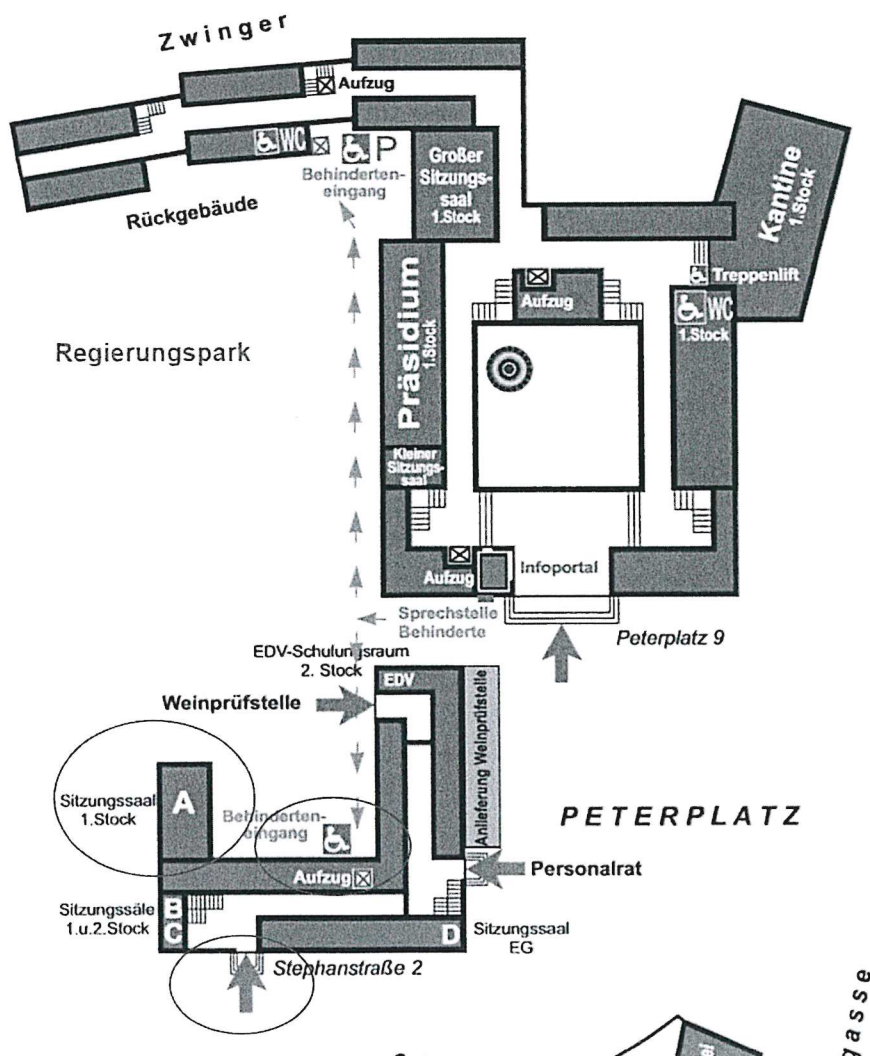 Zwinger
Aufzug
WC
P
Behinderten-
eingang
Rückgebäude
Großer
Sitzungs-
saal
1.Stock
Kantine
1.Stock
Treppenlift
WC
1.Stock
Aufzug
Präsidium
1.Stock
Regierungspark
Kleiner
Sitzungs-
saal
Aufzug
Infoportal
Sprechstelle
Behinderte
Peterplatz 9
EDV-Schulungsraum
2. Stock
EDV
Weinprüfstelle
Anlieferung Weinprüfstelle
Sitzungssaal
1.Stock
A
Behinderten-
eingang
PETERPLATZ
Aufzug
Personalrat
Sitzungssäle
1.u.2.Stock
B
C
D
Sitzungssaal
EG
Stephanstraße 2
gasse